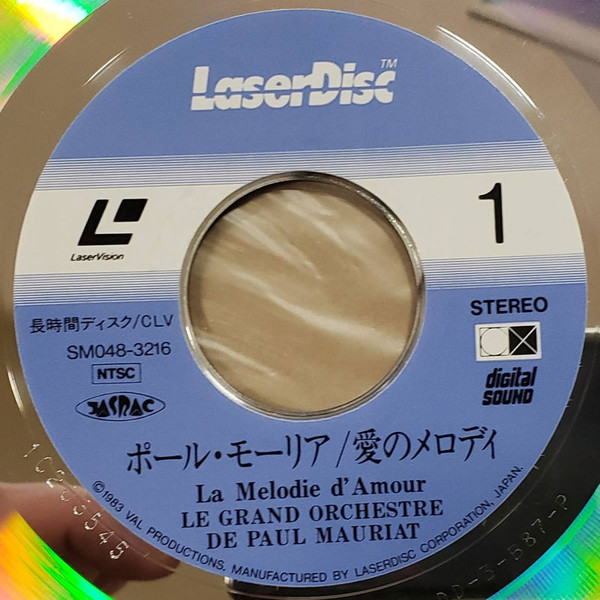 LaserDisc™
LaserVision
1
長時間ディスク/CLV
SM048-3216
NTSC
JASRAC
STEREO
CX
digital
SOUND
ポール・モーリア/愛のメロディ
La Melodie d'Amour
LE GRAND ORCHESTRE
DE PAUL MAURIAT
©1983 VAL PRODUCTIONS. MANUFACTURED BY LASERDISC CORPORATION, JAPAN.